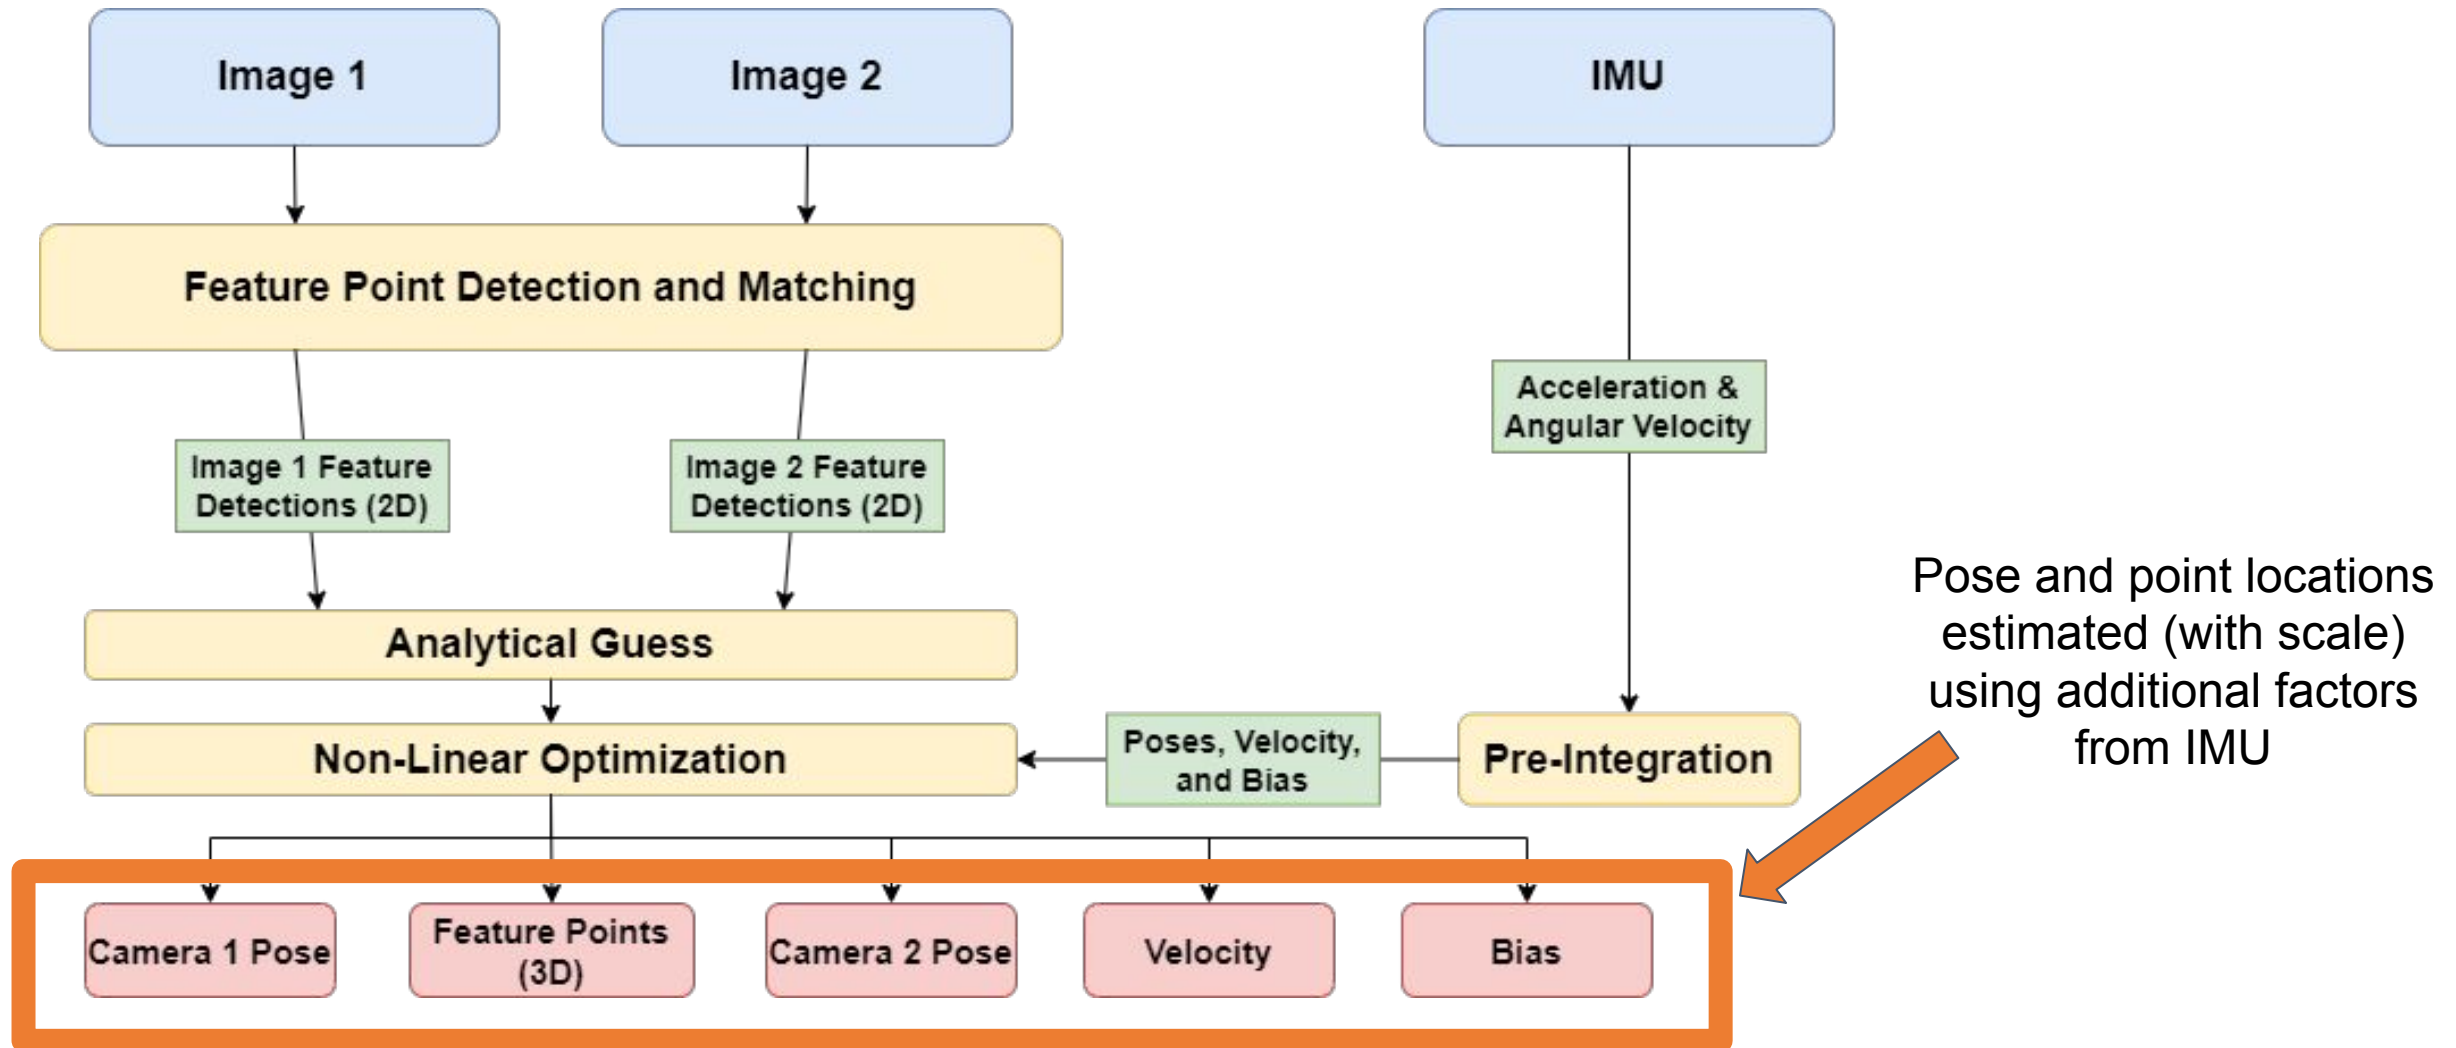 Image 1
Image 2
IMU
Feature Point Detection and Matching
Acceleration &
Angular Velocity
Image 1 Feature
Detections (2D)
Image 2 Feature
Detections (2D)
Pose and point locations
estimated (with scale)
using additional factors
from IMU
Analytical Guess
Non-Linear Optimization
Poses, Velocity,
and Bias
Pre-Integration
Camera 1 Pose
Feature Points
(3D)
Camera 2 Pose
Velocity
Bias